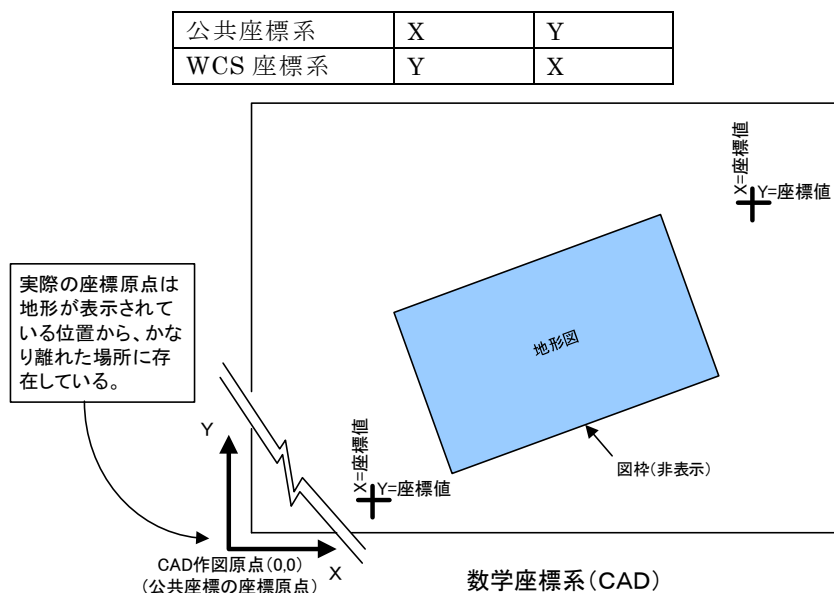 公共座標系 X Y
WCS 座標系 Y X
X=座標値
Y=座標値
実際の座標原点は
地形が表示されて
いる位置から、かな
り離れた場所に存
在している。
地形図
Y
X=座標値
Y=座標値
図枠(非表示)
CAD作図原点(0,0)
(公共座標の座標原点)
X
数学座標系(CAD)